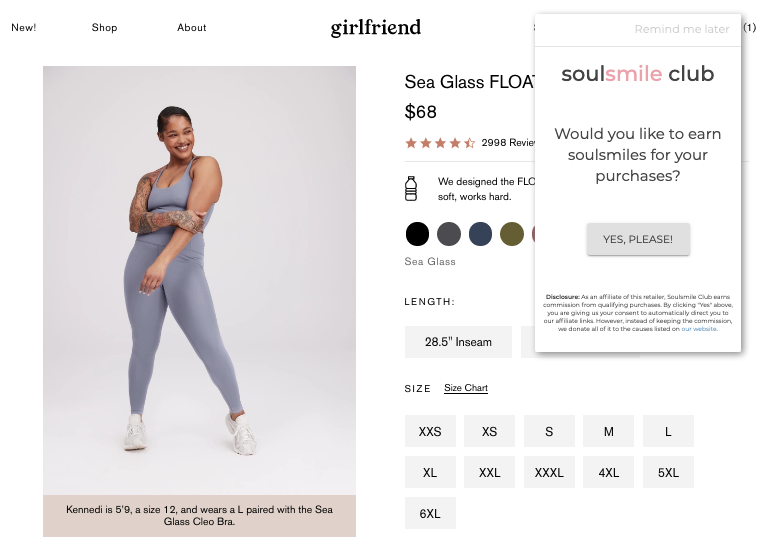 New!
Shop
About
girlfriend
(1)
Sea Glass FLOAT
$68
2998 Review
We designed the FLO
soft, works hard.
Sea Glass
LENGTH:
28.5" Inseam
SIZE
Size Chart
XXS
XS
S
M
L
XL
XXL
XXXL
4XL
5XL
6XL
Kennedi is 5'9, a size 12, and wears a L paired with the Sea
Glass Cleo Bra.
Remind me later
soulsmile club
Would you like to earn
soulsmiles for your
purchases?
YES, PLEASE!
Disclosure: As an affiliate of this retailer, Soulsmile Club earns
commission from qualifying purchases. By clicking "Yes" above,
you are giving us your consent to automatically direct you to
our affiliate links. However, instead of keeping the commission,
we donate all of it to the causes listed on our website.